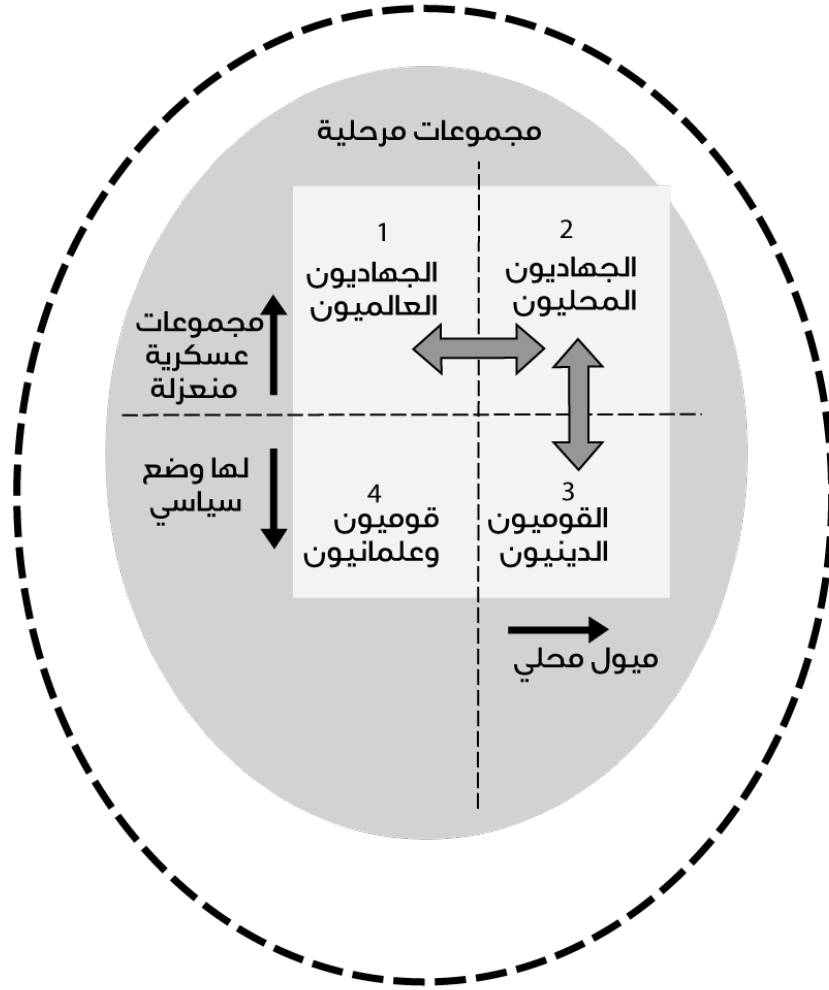 مجموعات مرحلية
2
الجهاديون
المحليون
1
الجهاديون
العالميون
مجموعات
عسكرية
منعزلة
3
القوميون
الدينيون
4
قوميون
وعلمانيون
لها وضع
سياسي
ميول محلي